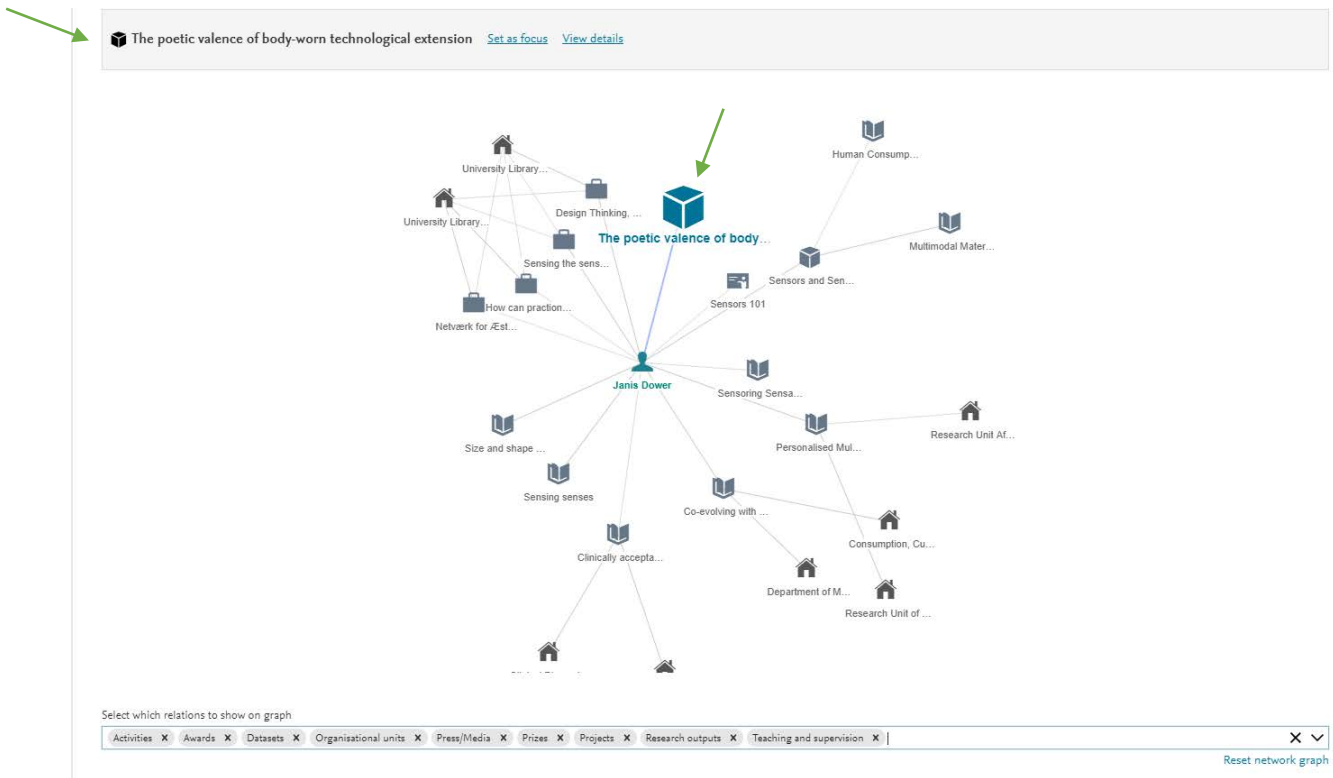 The poetic valence of body-worn technological extension Set as focus View details
Human Consump...
University Library...
Design Thinking, ...
University Library...
The poetic valence of body...
Multimodal Mater...
Sensing the sens...
Sensors and Sen...
How can praction...
Sensors 101
Netværk for Æst...
Janis Dower
Sensoring Sensa...
Research Unit Af...
Size and shape ...
Personalised Mul...
Sensing senses
Co-evolving with ...
Consumption, Cu...
Clinically accepta...
Department of M...
Research Unit of ...
Select which relations to show on graph
Activities x Awards x Datasets x Organisational units x Press/Media x Prizes x Projects x Research outputs x Teaching and supervision x
Reset network graph